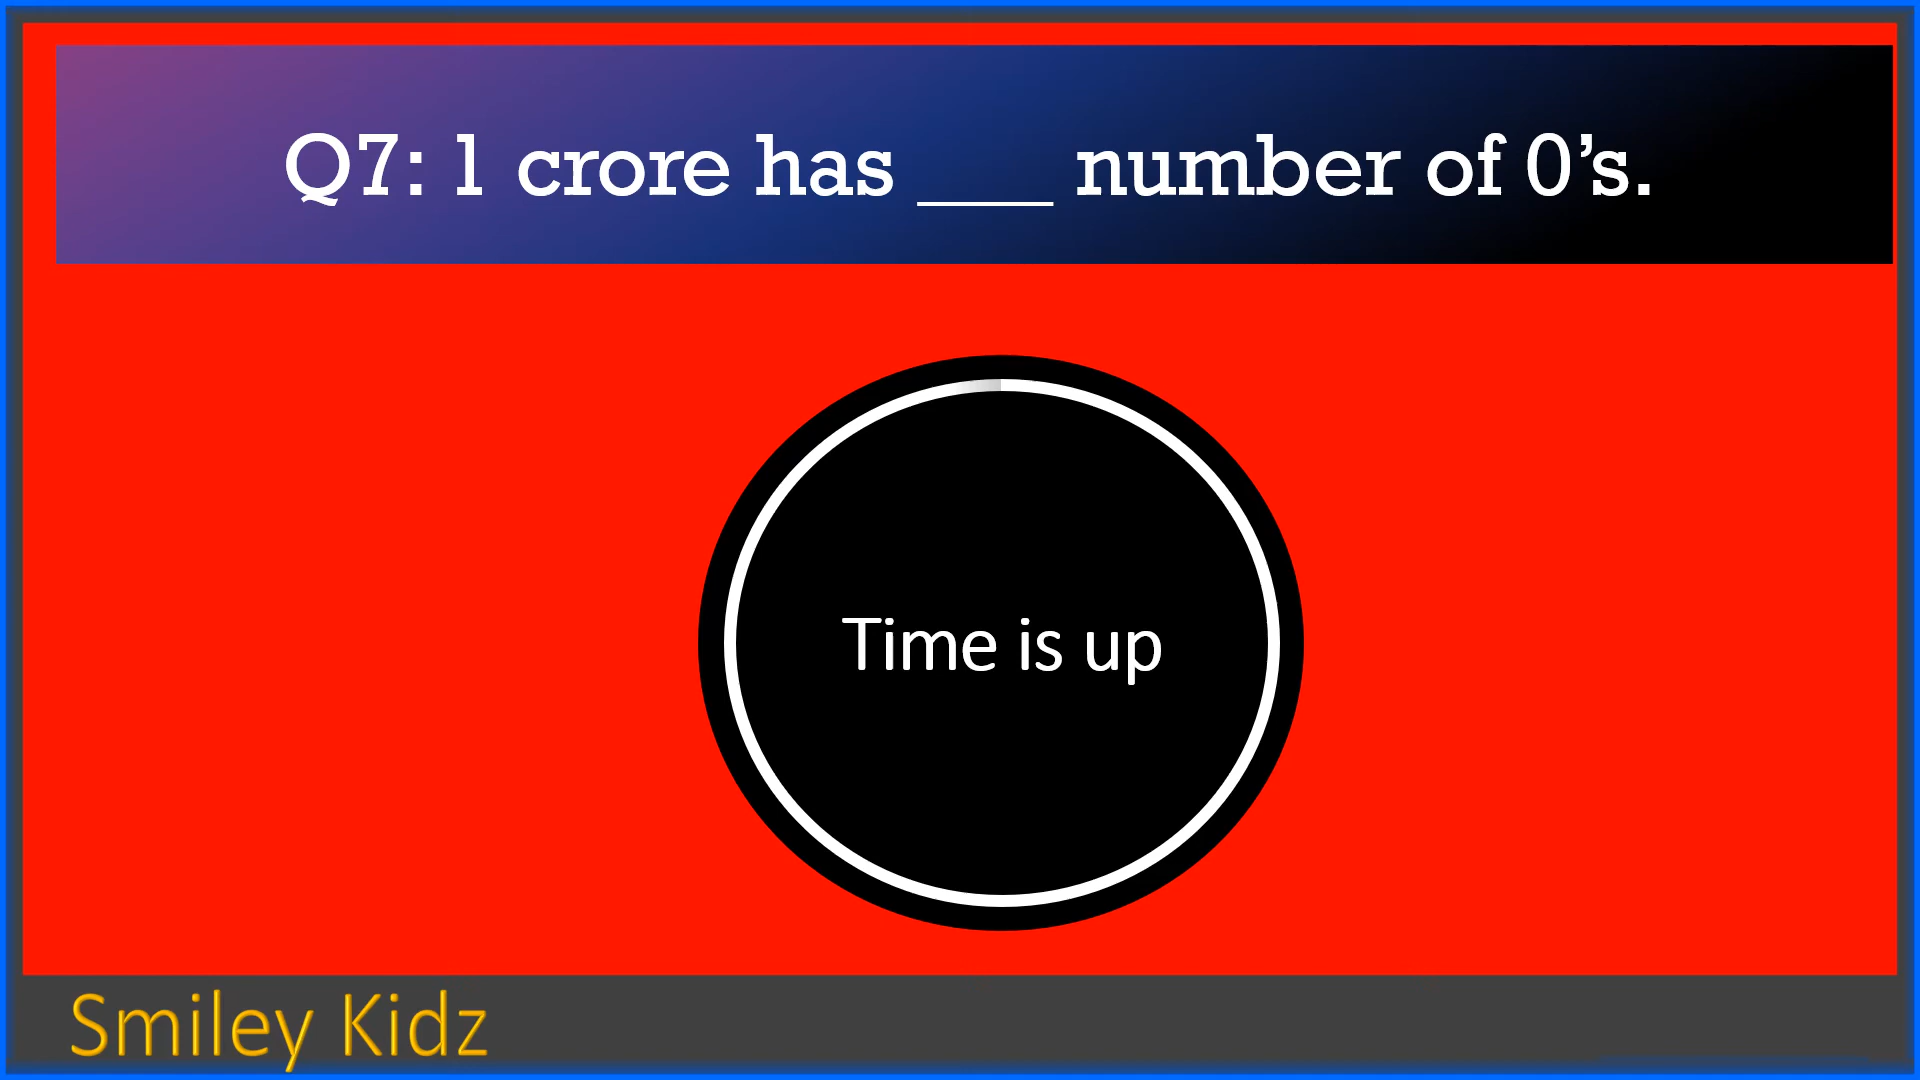 Q7: 1 crore has ___ number of 0’s.
Time is up
Smiley Kidz